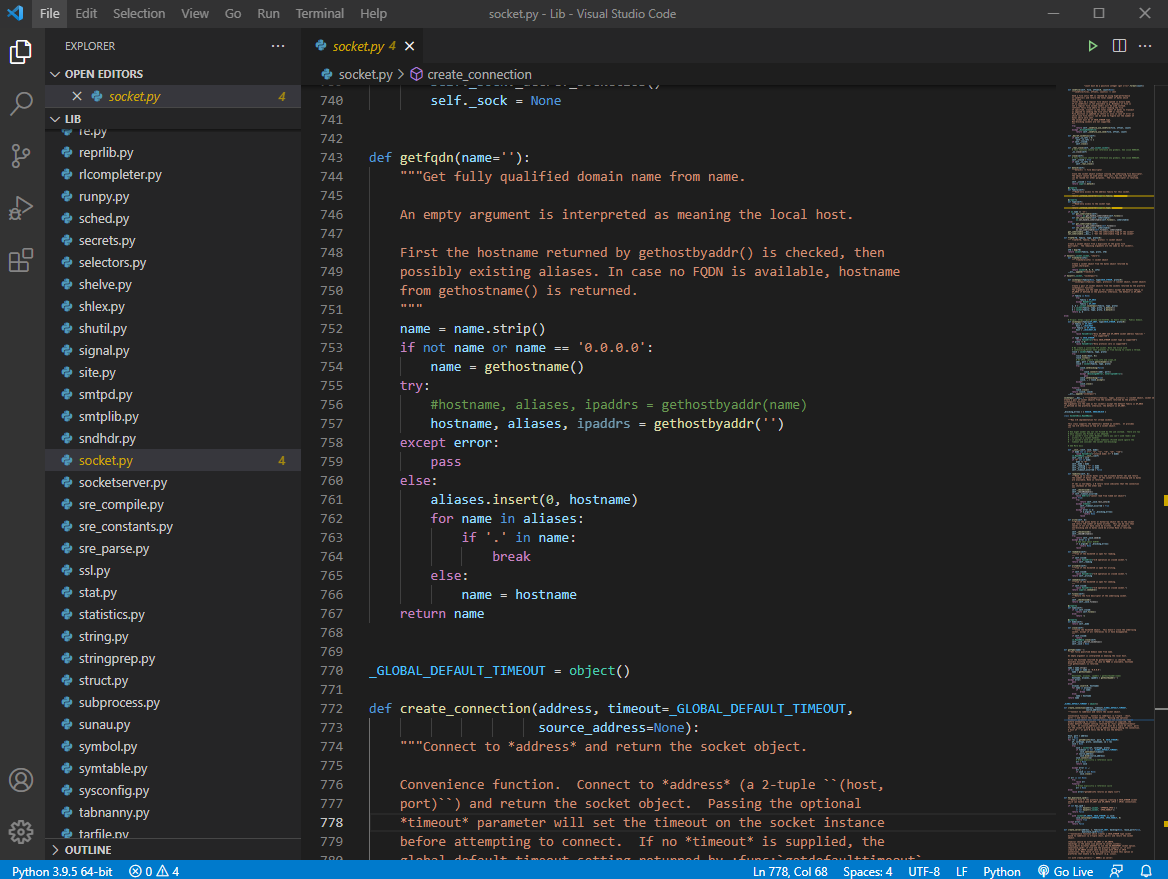 File Edit Selection View Go Run Terminal Help socket.py - Lib - Visual Studio Code
EXPLORER
OPEN EDITORS
socket.py 4
LIB
re.py
reprlib.py
rlcompleter.py
runpy.py
sched.py
secrets.py
selectors.py
shelve.py
shlex.py
shutil.py
signal.py
site.py
smtpd.py
smtplib.py
sndhdr.py
socket.py 4
socketserver.py
sre_compile.py
sre_constants.py
sre_parse.py
ssl.py
stat.py
statistics.py
string.py
stringprep.py
struct.py
subprocess.py
sunau.py
symbol.py
symtable.py
sysconfig.py
tabnanny.py
tarfile.py
OUTLINE
socket.py 4
socket.py > create_connection
740 self._sock = None
741
742
743 def getfqdn(name=''):
744 """Get fully qualified domain name from name.
745
746 An empty argument is interpreted as meaning the local host.
747
748 First the hostname returned by gethostbyaddr() is checked, then
749 possibly existing aliases. In case no FQDN is available, hostname
750 from gethostname() is returned.
751 """
752 name = name.strip()
753 if not name or name == '0.0.0.0':
754 name = gethostname()
755 try:
756 #hostname, aliases, ipaddrs = gethostbyaddr(name)
757 hostname, aliases, ipaddrs = gethostbyaddr('')
758 except error:
759 pass
760 else:
761 aliases.insert(0, hostname)
762 for name in aliases:
763 if '.' in name:
764 break
765 else:
766 name = hostname
767 return name
768
769
770 _GLOBAL_DEFAULT_TIMEOUT = object()
771
772 def create_connection(address, timeout=_GLOBAL_DEFAULT_TIMEOUT,
773 source_address=None):
774 """Connect to *address* and return the socket object.
775
776 Convenience function.  Connect to *address* (a 2-tuple ``(host,
777 port)``) and return the socket object.  Passing the optional
778 *timeout* parameter will set the timeout on the socket instance
779 before attempting to connect.  If no *timeout* is supplied, the
780 global default timeout setting returned by :func:`getdefaulttimeout`
Python 3.9.5 64-bit 0 4 Ln 778, Col 68 Spaces: 4 UTF-8 LF Python Go Live